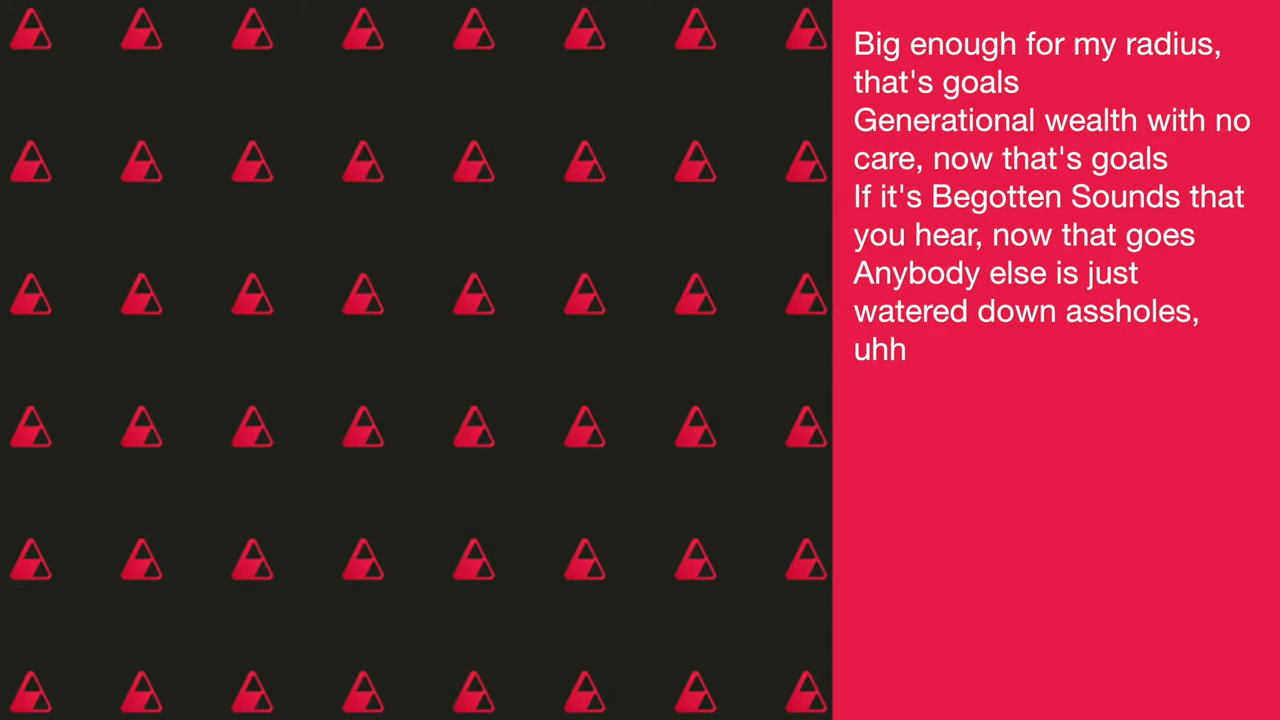 Big enough for my radius,
that's goals
Generational wealth with no
care, now that's goals
If it's Begotten Sounds that
you hear, now that goes
Anybody else is just
watered down assholes,
uhh